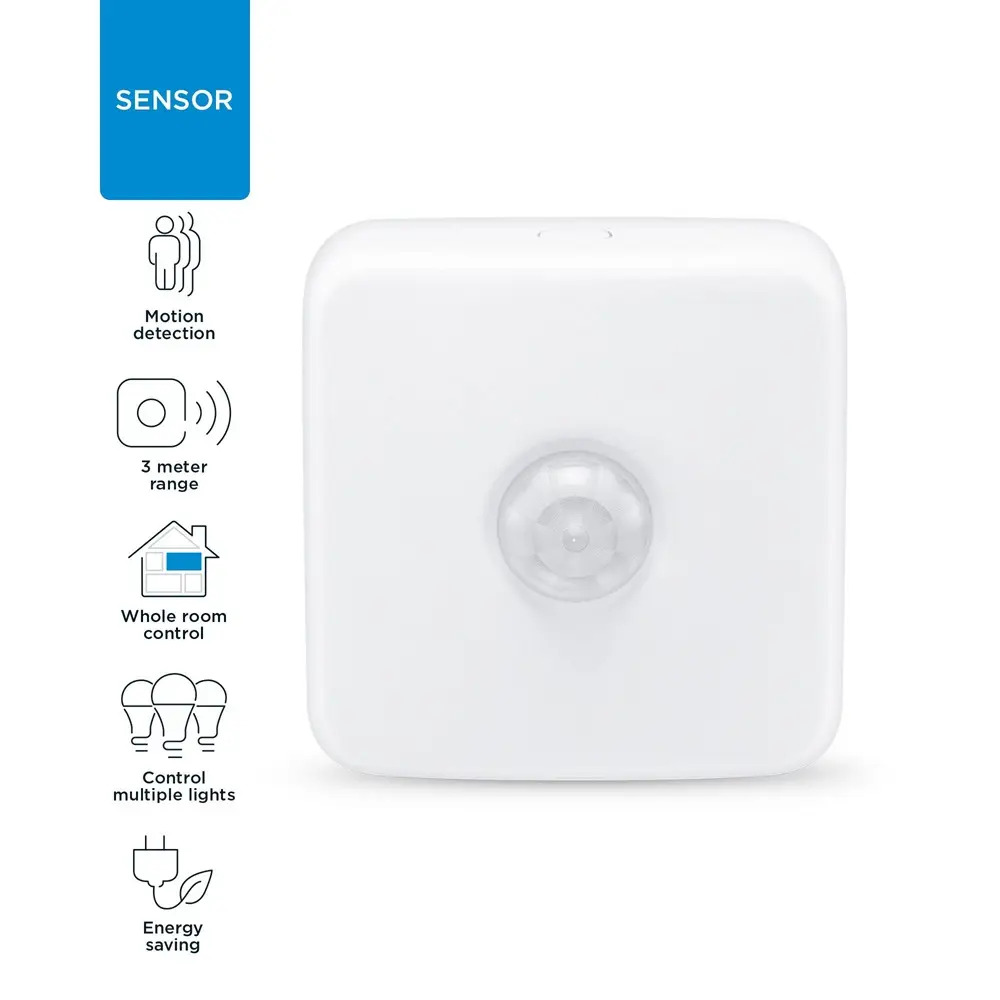 SENSOR
Motion
detection
3 meter
range
Whole room
control
Control
multiple lights
Energy
saving